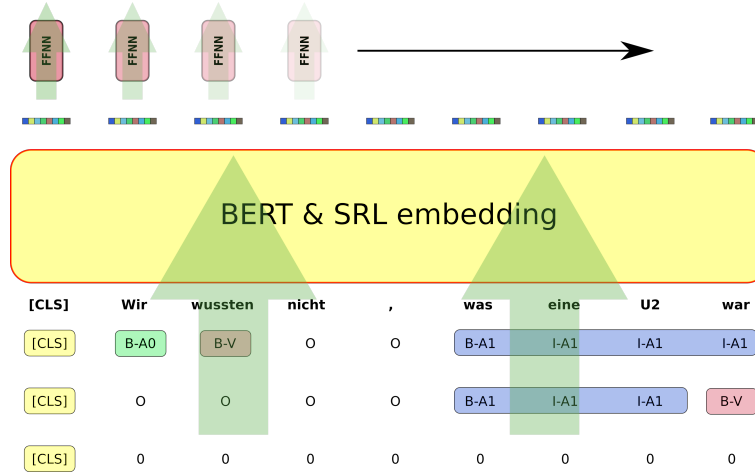 FFNN FFNN FFNN FFNN
BERT & SRL embedding
[CLS] Wir wussten nicht , was eine U2 war
[CLS] B-A0 B-V O O B-A1 I-A1 I-A1 I-A1
[CLS] O O O O B-A1 I-A1 I-A1 B-V
[CLS] 0 0 0 0 0 0 0 0